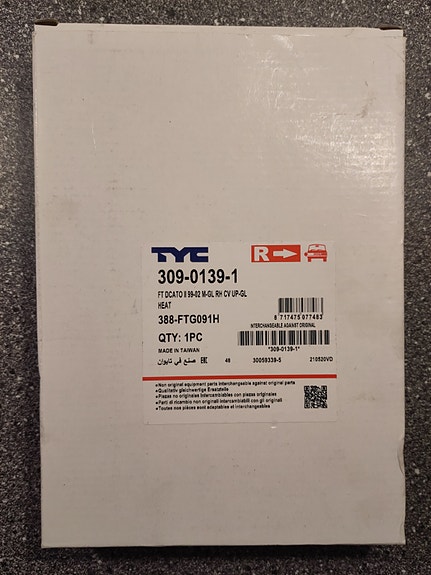 TYC
R
309-0139-1
FT DCATO II 99-02 M-GL RH CV UP-GL
HEAT
388-FTG091H
8 717475 077483
INTERCHANGEABLE AGAINST ORIGINAL
QTY: 1PC
*309-0139-1*
MADE IN TAIWAN
صنع في تايوان EAC 46 30059339-5 210520VD
•Non original equipment parts interchangeable against original parts
•Qualitativ gleichwertige Ersatzteile
•Piezas no originales intercambiables con piezas originales
•Parti di ricambio non originali intercambiabili con gli originali
•Toutes nos pièces sont adaptables et interchangeables